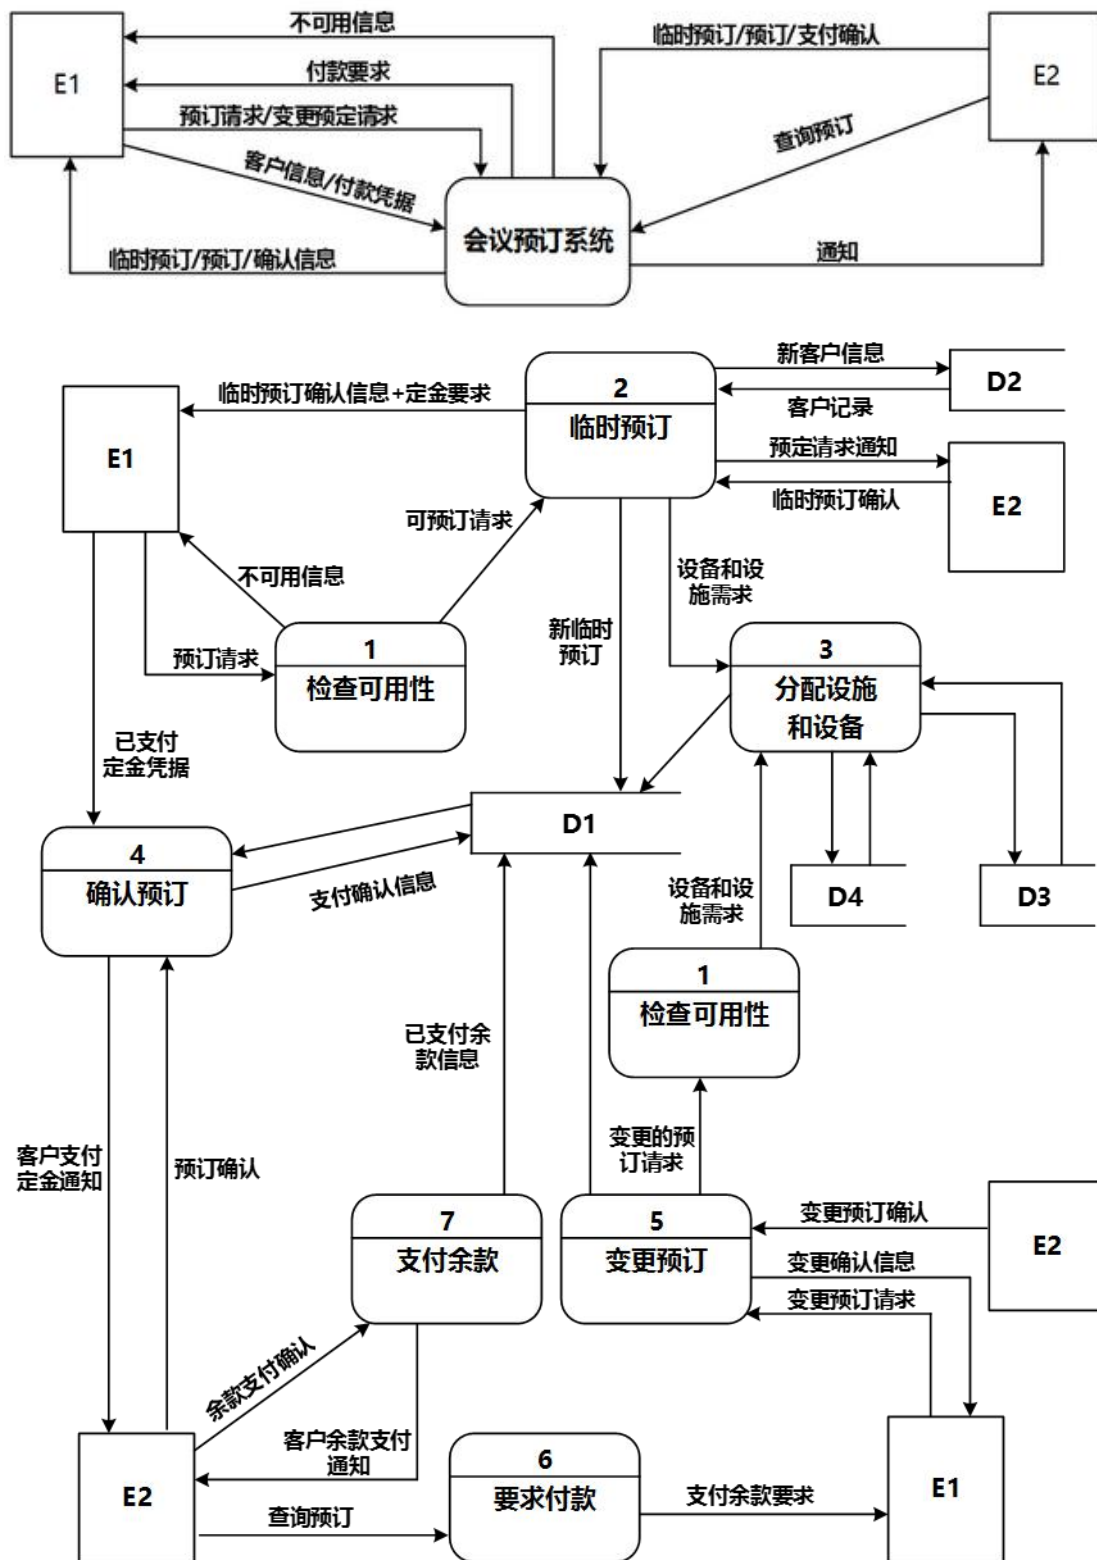 不可用信息
临时预订/预订/支付确认
E1
付款要求
E2
预订请求/变更预定请求
查询预订
客户信息/付款凭据
会议预订系统
临时预订/预订/确认信息
通知
新客户信息
2
D2
临时预订确认信息+定金要求
客户记录
临时预订
E1
预定请求通知
临时预订确认
E2
可预订请求
不可用信息
设备和设
施需求
新临时
预订
1
3
预订请求
检查可用性
分配设施
和设备
已支付
定金凭据
D1
4
确认预订
支付确认信息
设备和设
施需求
D4
D3
1
检查可用性
已支付余
款信息
客户支付
定金通知
预订确认
变更的预
订请求
7
5
变更预订确认
支付余款
变更预订
E2
变更确认信息
变更预订请求
余款支付确认
客户余款支付
通知
6
E2
要求付款
支付余款要求
E1
查询预订